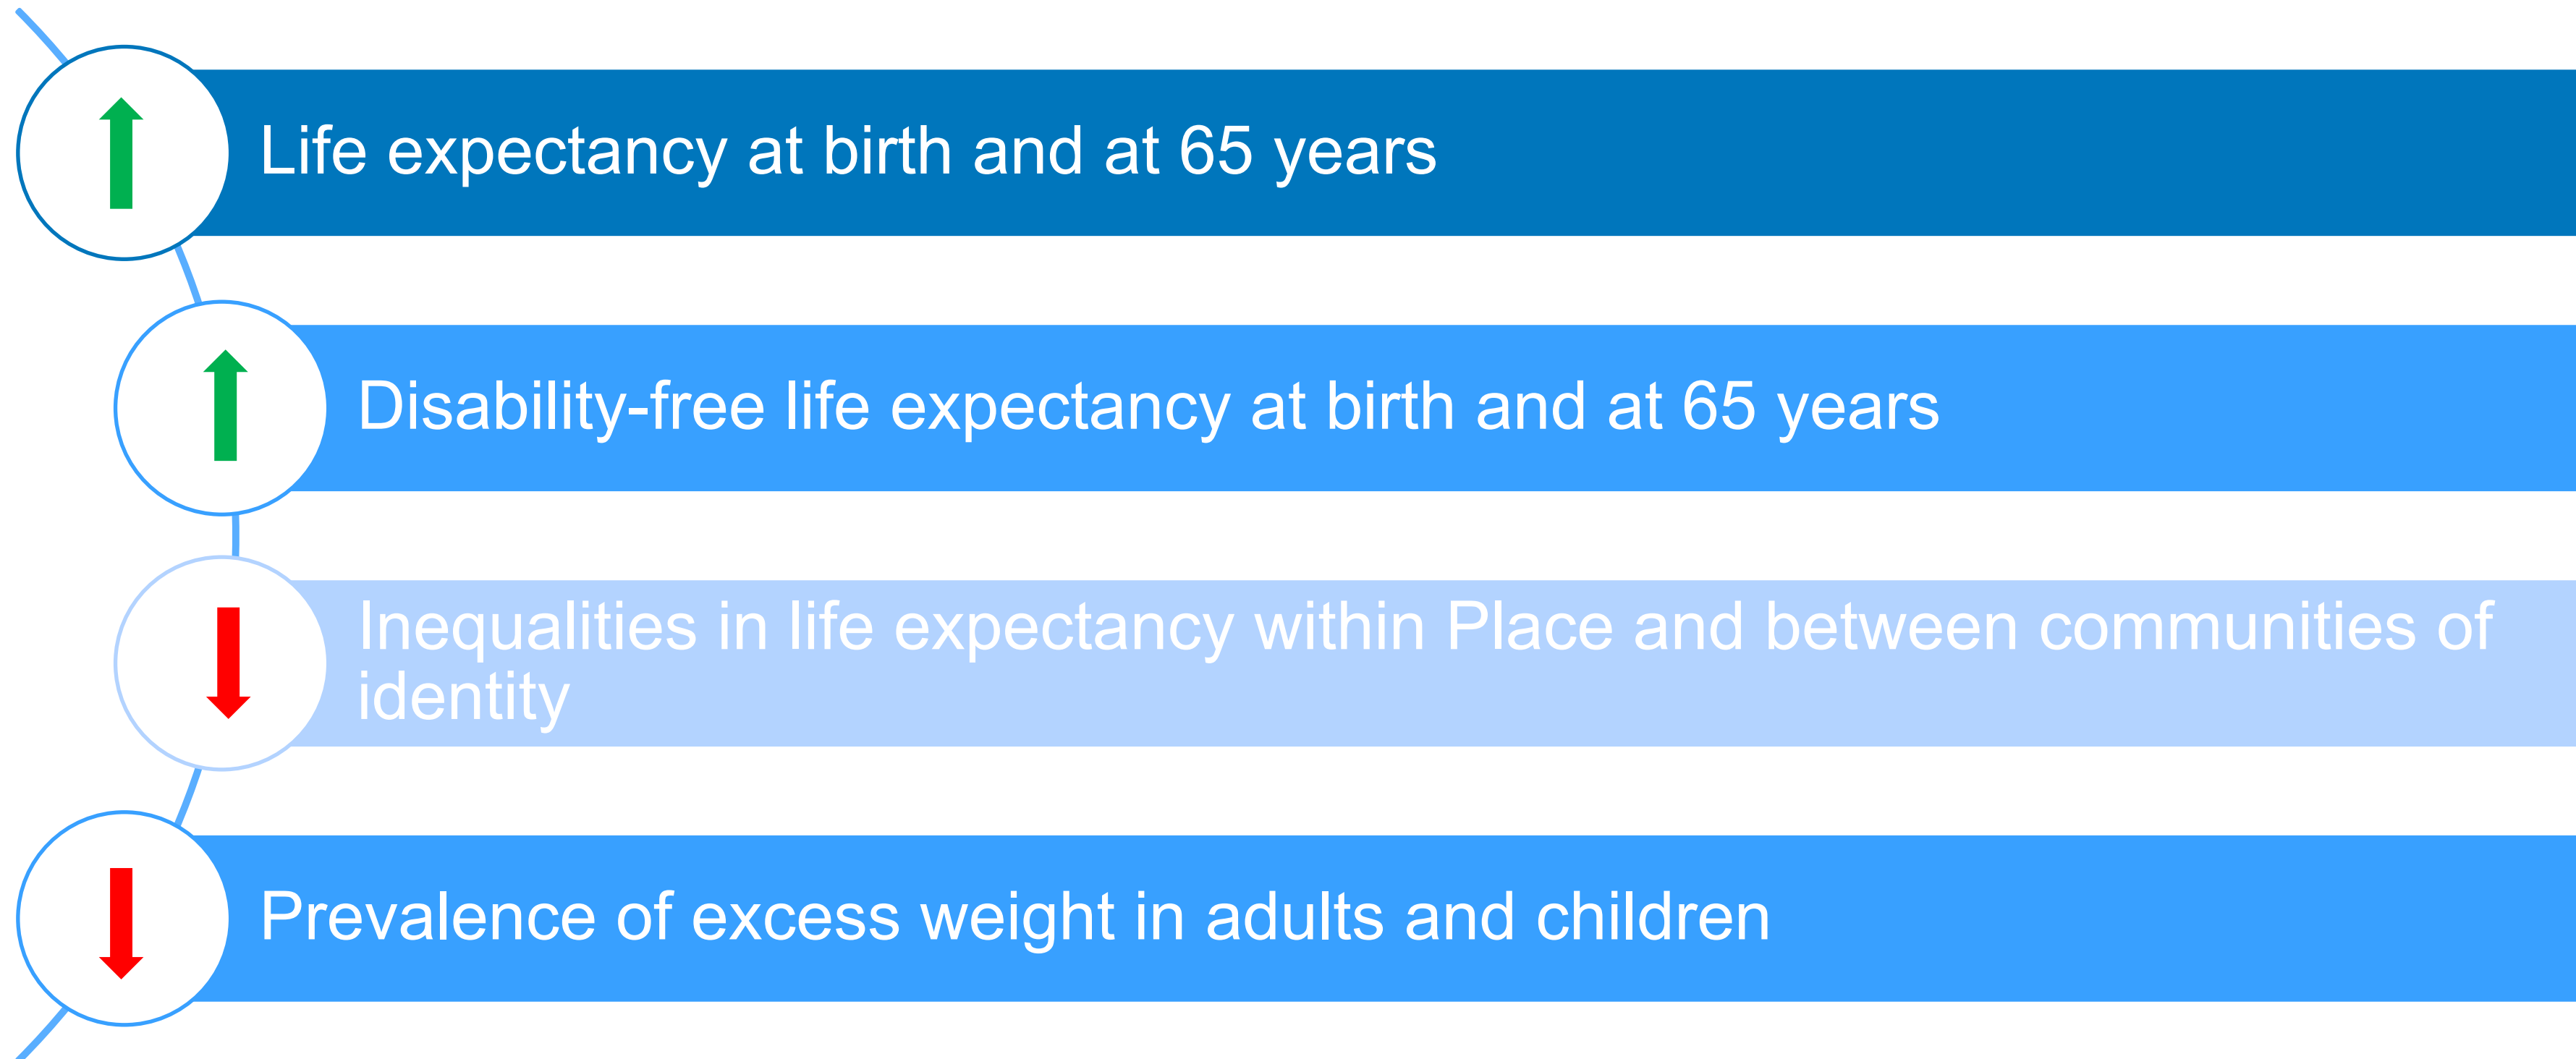 Life expectancy at birth and at 65 years
Disability-free life expectancy at birth and at 65 years
Inequalities in life expectancy within Place and between communities of
identity
Prevalence of excess weight in adults and children